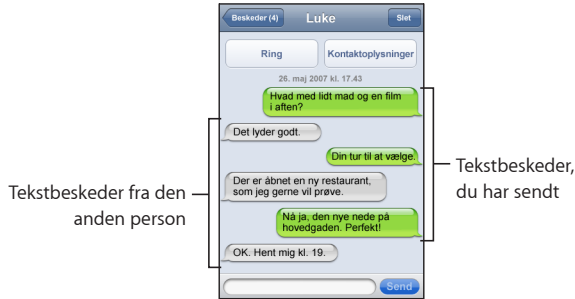 Beskeder (4)
Luke
Slet
Ring
Kontaktoplysninger
26. maj 2007 kl. 17.43
Hvad med lidt mad og en film
i aften?
Det lyder godt.
Din tur til at vælge.
Der er åbnet en ny restaurant,
som jeg gerne vil prøve.
Nå ja, den nye nede på
hovedgaden. Perfekt!
OK. Hent mig kl. 19.
Send
Tekstbeskeder fra den
anden person
Tekstbeskeder,
du har sendt